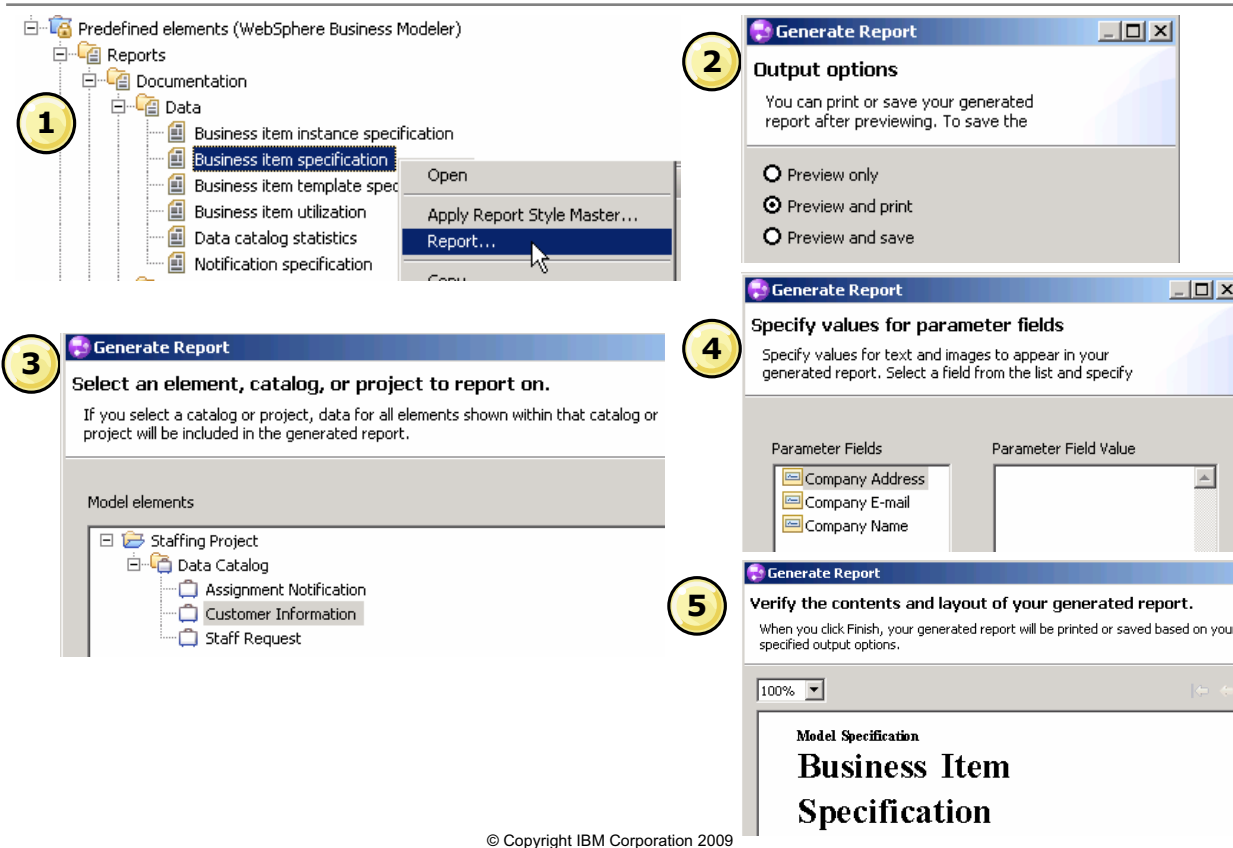 1
Predefined elements (WebSphere Business Modeler)
Reports
Documentation
Data
Business item instance specification
Business item specification
Business item template spec
Business item utilization
Data catalog statistics
Notification specification
Open
Apply Report Style Master...
Report...
Copy
2
Generate Report
Output options
You can print or save your generated
report after previewing. To save the
Preview only
Preview and print
Preview and save
3
Generate Report
Select an element, catalog, or project to report on.
If you select a catalog or project, data for all elements shown within that catalog or
project will be included in the generated report.
Model elements
Staffing Project
Data Catalog
Assignment Notification
Customer Information
Staff Request
4
Generate Report
Specify values for parameter fields
Specify values for text and images to appear in your
generated report. Select a field from the list and specify
Parameter Fields
Parameter Field Value
Company Address
Company E-mail
Company Name
5
Generate Report
Verify the contents and layout of your generated report.
When you click Finish, your generated report will be printed or saved based on your
specified output options.
100%
Model Specification
Business Item
Specification
© Copyright IBM Corporation 2009